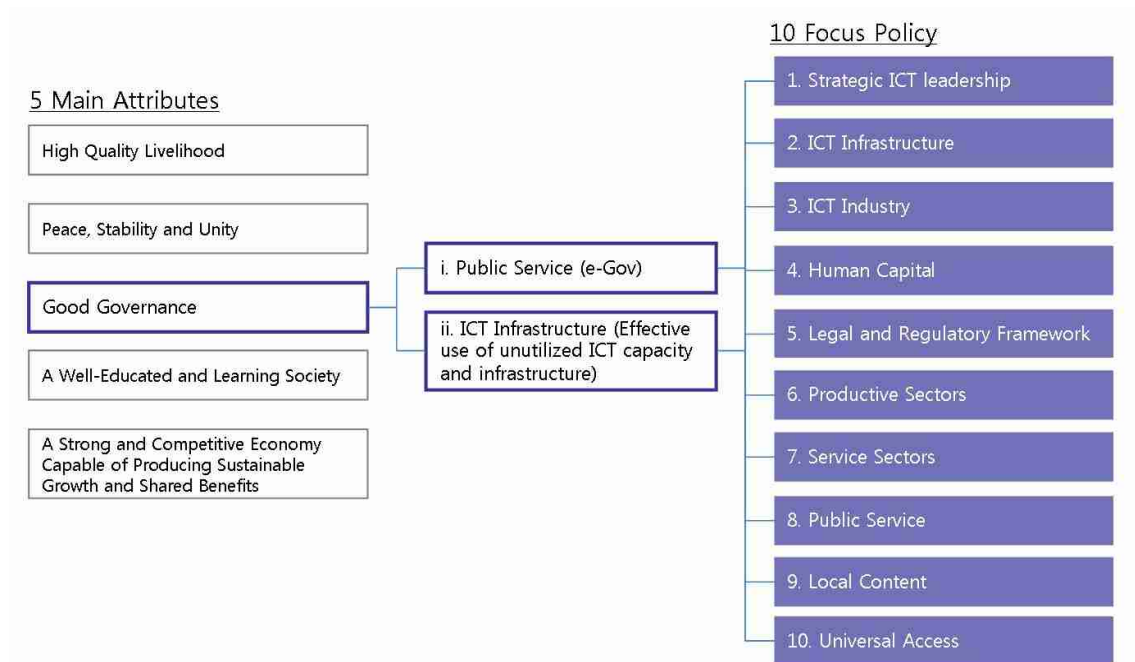 5 Main Attributes
High Quality Livelihood
Peace, Stability and Unity
Good Governance
A Well-Educated and Learning Society
A Strong and Competitive Economy
Capable of Producing Sustainable
Growth and Shared Benefits
i. Public Service (e-Gov)
ii. ICT Infrastructure (Effective
use of unutilized ICT capacity
and infrastructure)
10 Focus Policy
1. Strategic ICT leadership
2. ICT Infrastructure
3. ICT Industry
4. Human Capital
5. Legal and Regulatory Framework
6. Productive Sectors
7. Service Sectors
8. Public Service
9. Local Content
10. Universal Access